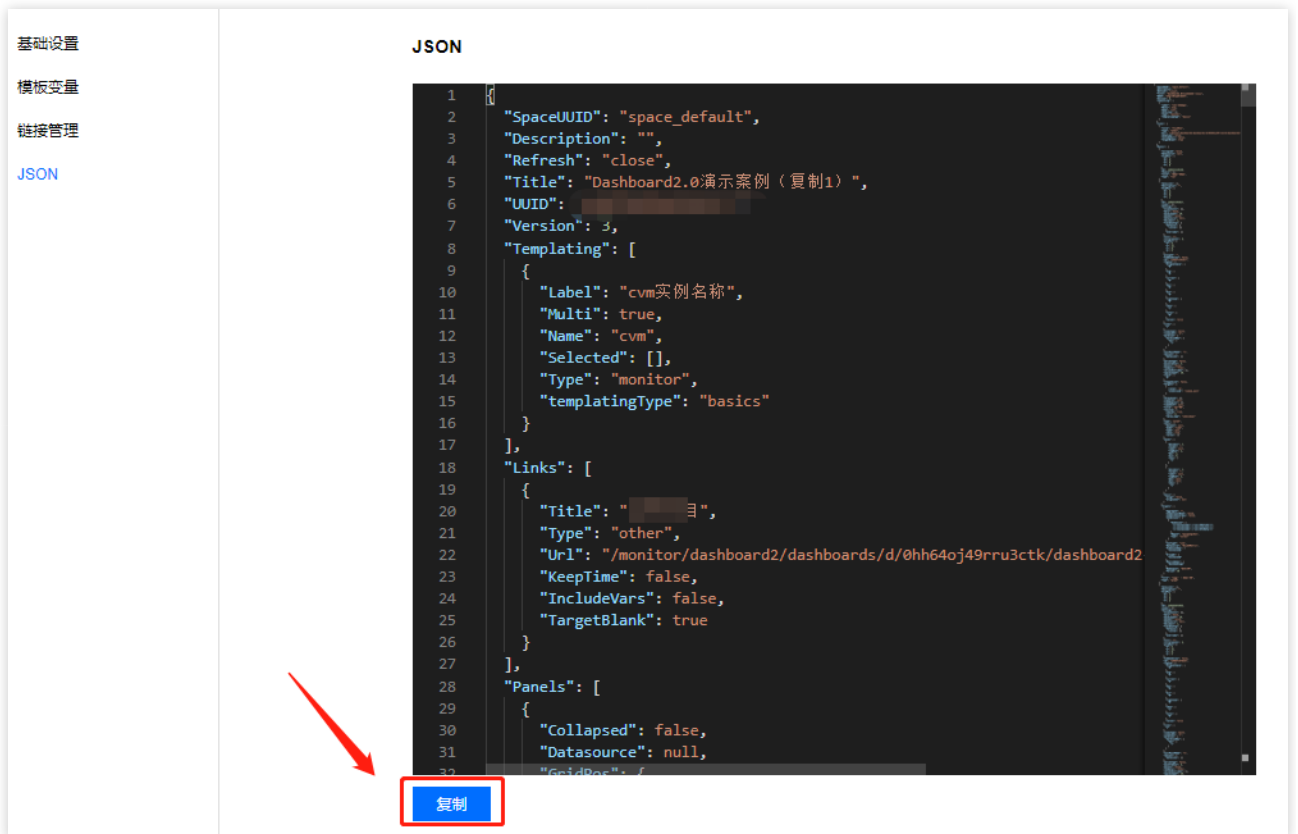 基础设置
模板变量
链接管理
JSON
JSON
1 {
2 "SpaceUUID": "space_default",
3 "Description": "",
4 "Refresh": "close",
5 "Title": "Dashboard2.0演示案例（复制1）",
6 "UUID":
7 "Version": 3,
8 "Templating": [
9 {
10 "Label": "cvm实例名称",
11 "Multi": true,
12 "Name": "cvm",
13 "Selected": [],
14 "Type": "monitor",
15 "templatingType": "basics"
16 }
17 ],
18 "Links": [
19 {
20 "Title": "目",
21 "Type": "other",
22 "Url": "/monitor/dashboard2/dashboards/d/0hh64oj49rru3ctk/dashboard2
23 "KeepTime": false,
24 "IncludeVars": false,
25 "TargetBlank": true
26 }
27 ],
28 "Panels": [
29 {
30 "Collapsed": false,
31 "Datasource": null,
32 "GridPos": {
复制